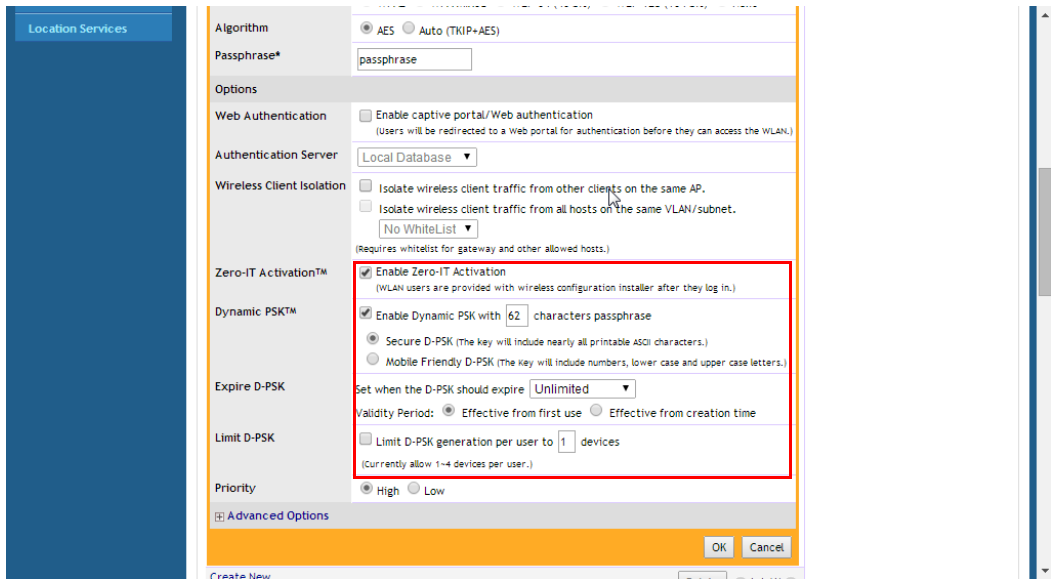 Location Services
Algorithm
AES Auto (TKIP+AES)
Passphrase*
passphrase
Options
Web Authentication
Enable captive portal/Web authentication
(Users will be redirected to a Web portal for authentication before they can access the WLAN.)
Authentication Server
Local Database
Wireless Client Isolation
Isolate wireless client traffic from other clients on the same AP.
Isolate wireless client traffic from all hosts on the same VLAN/subnet.
No WhiteList
(Requires whitelist for gateway and other allowed hosts.)
Zero-IT Activation™
Enable Zero-IT Activation
(WLAN users are provided with wireless configuration installer after they log in.)
Dynamic PSK™
Enable Dynamic PSK with 62 characters passphrase
Secure D-PSK (The key will include nearly all printable ASCII characters.)
Mobile Friendly D-PSK (The key will include numbers, lower case and upper case letters.)
Expire D-PSK
Set when the D-PSK should expire Unlimited
Validity Period: Effective from first use Effective from creation time
Limit D-PSK
Limit D-PSK generation per user to 1 devices
(Currently allow 1~4 devices per user.)
Priority
High Low
Advanced Options
OK Cancel
Create New